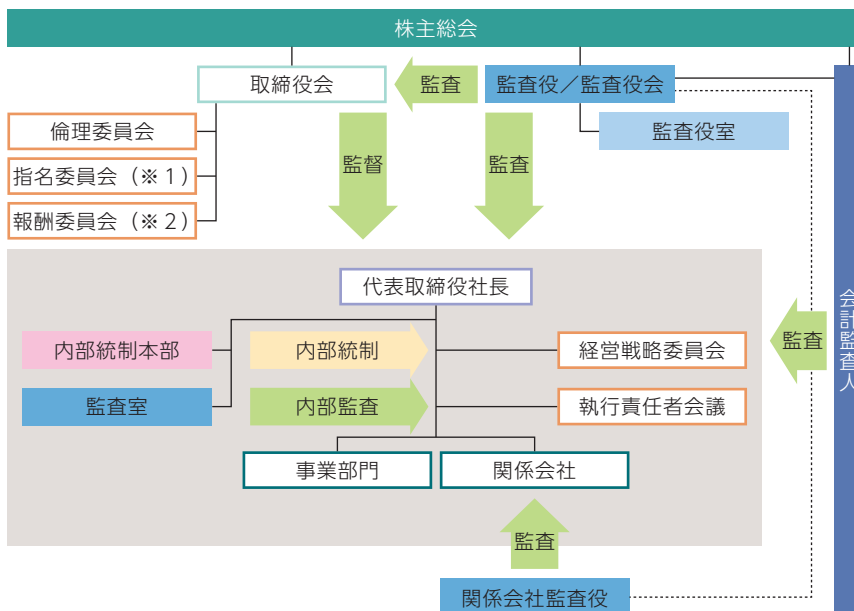 株主総会
取締役会
監査
監査役／監査役会
倫理委員会
監査役室
指名委員会（※１）
報酬委員会（※２）
監督
監査
代表取締役社長
会計監査人
監査
内部統制本部
内部統制
経営戦略委員会
監査室
内部監査
執行責任者会議
事業部門
関係会社
監査
関係会社監査役